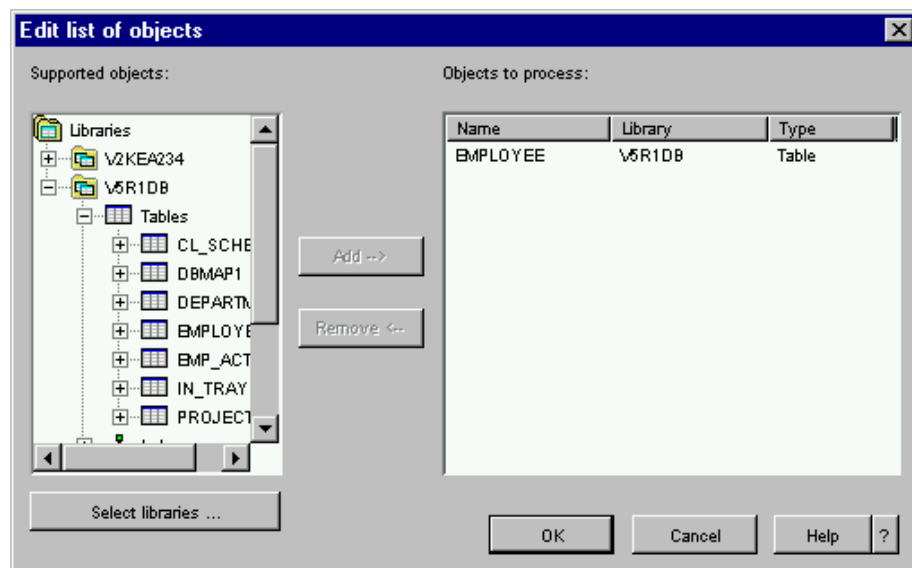 Edit list of objects
Supported objects:
Objects to process:
Libraries
V2KEA234
V5R1DB
Tables
CL_SCHE
DBMAP1
DEPARTM
EMPLOYE
EMP_ACT
IN_TRAY
PROJECT
Add -->
Remove <--
Name Library Type
EMPLOYEE V5R1DB Table
Select libraries ...
OK Cancel Help ?